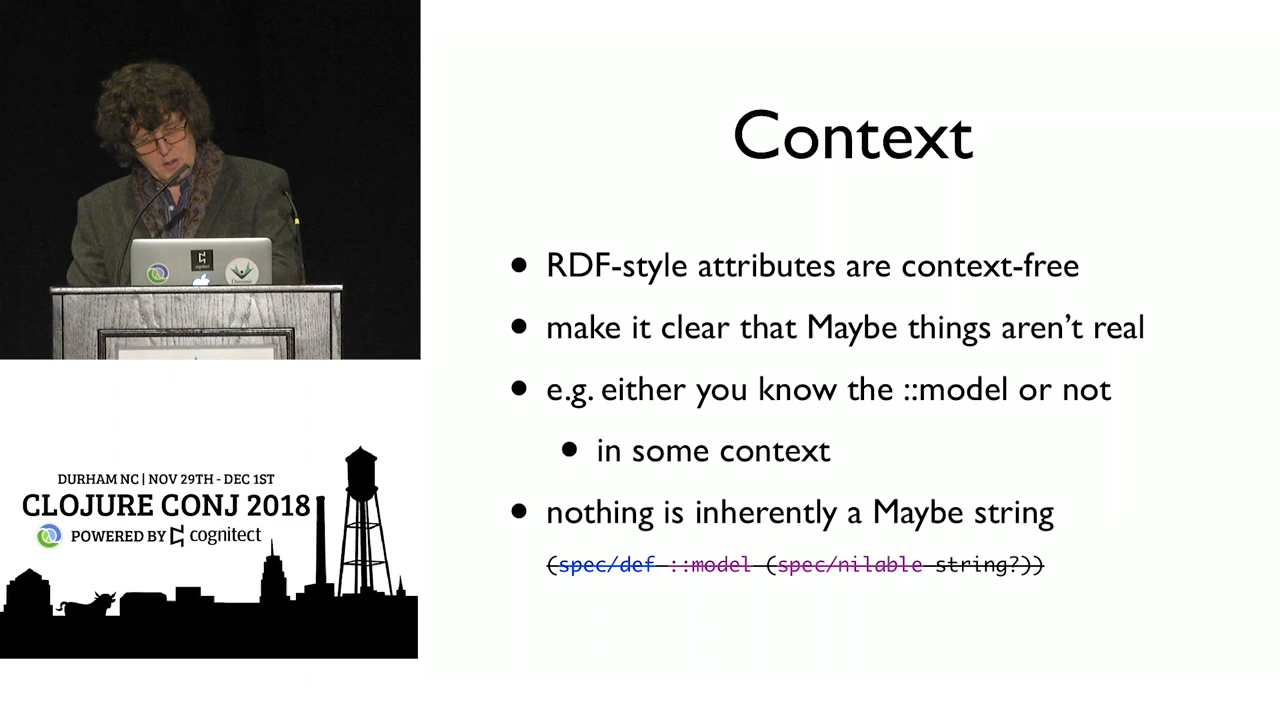 Context
• RDF-style attributes are context-free
• make it clear that Maybe things aren’t real
• e.g. either you know the ::model or not
• in some context
• nothing is inherently a Maybe string
(spec/def ::model (spec/nilable string?))
cognitect
DURHAM NC | NOV 29TH - DEC 1ST
CLOJURE CONJ 2018
POWERED BY cognitect